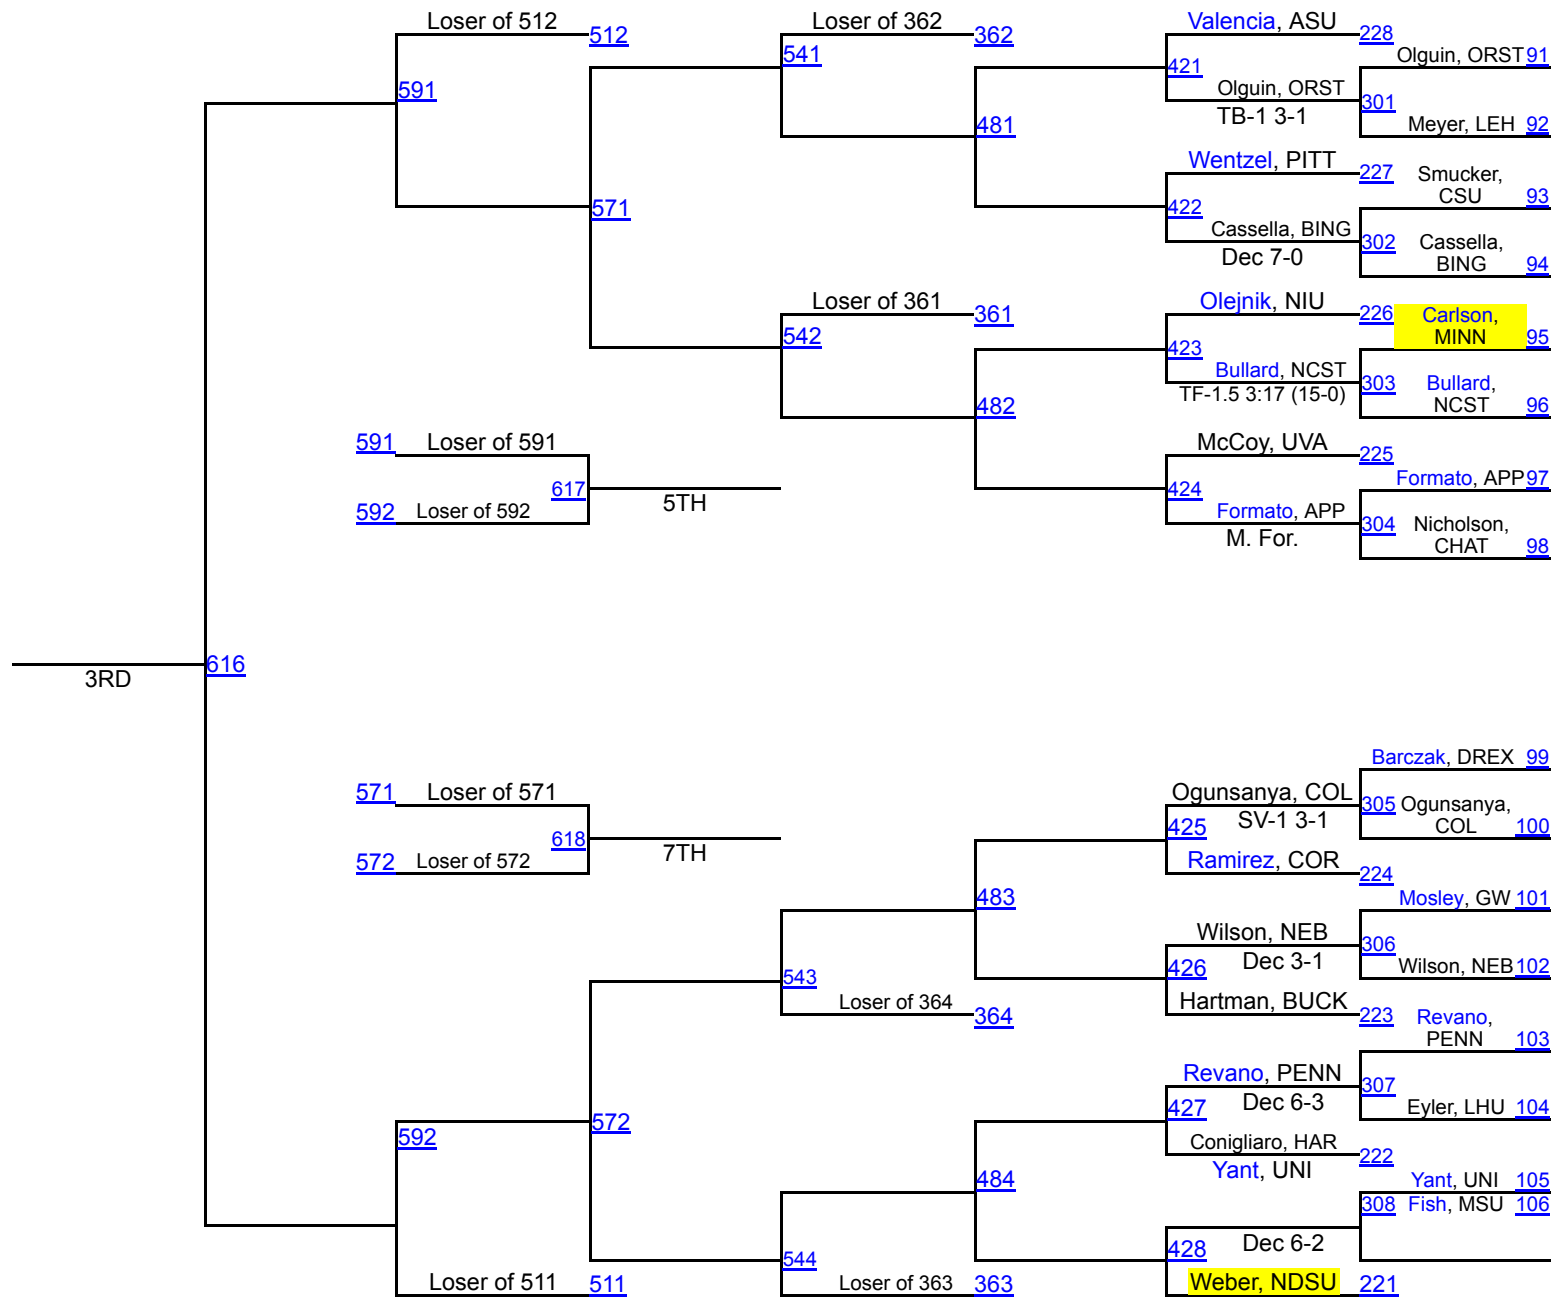 Loser of 512 512
Loser of 362 362
Valencia, ASU 228
Olguin, ORST 91
541
421
591
Olguin, ORST
301
TB-1 3-1
Meyer, LEH 92
481
Wentzel, PITT 227
Smucker,
CSU 93
571
422
Cassella, BING
302
Cassella,
BING 94
Dec 7-0
Loser of 361 361
Olejnik, NIU 226
Carlson,
MINN 95
542
423
Bullard, NCST
303
Bullard,
NCST 96
TF-1.5 3:17 (15-0)
482
591 Loser of 591
McCoy, UVA 225
Formato, APP 97
617
5TH
424
592 Loser of 592
Formato, APP
304
Nicholson,
CHAT 98
M. For.
616
3RD
Barczak, DREX 99
571 Loser of 571
Ogunsanya, COL
305
Ogunsanya,
COL 100
SV-1 3-1
618
7TH
425
572 Loser of 572
Ramirez, COR 224
483
Mosley, GW 101
Wilson, NEB
306
Dec 3-1
Wilson, NEB 102
543
426
Loser of 364 364
Hartman, BUCK 223
Revano,
PENN 103
Revano, PENN
307
Dec 6-3
Eyler, LHU 104
592
572
427
Conigliaro, HAR 222
Yant, UNI
484
Yant, UNI 105
308
Fish, MSU 106
Dec 6-2
544
428
Loser of 511 511
Loser of 363 363
Weber, NDSU 221